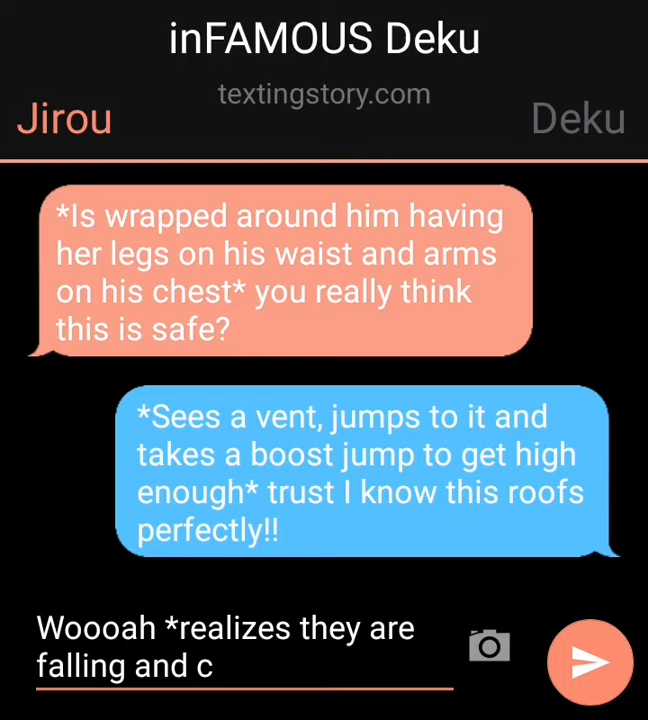 inFAMOUS Deku
textingstory.com
Jirou
Deku
*Is wrapped around him having
her legs on his waist and arms
on his chest* you really think
this is safe?
*Sees a vent, jumps to it and
takes a boost jump to get high
enough* trust I know this roofs
perfectly!!
Woooah *realizes they are
falling and c